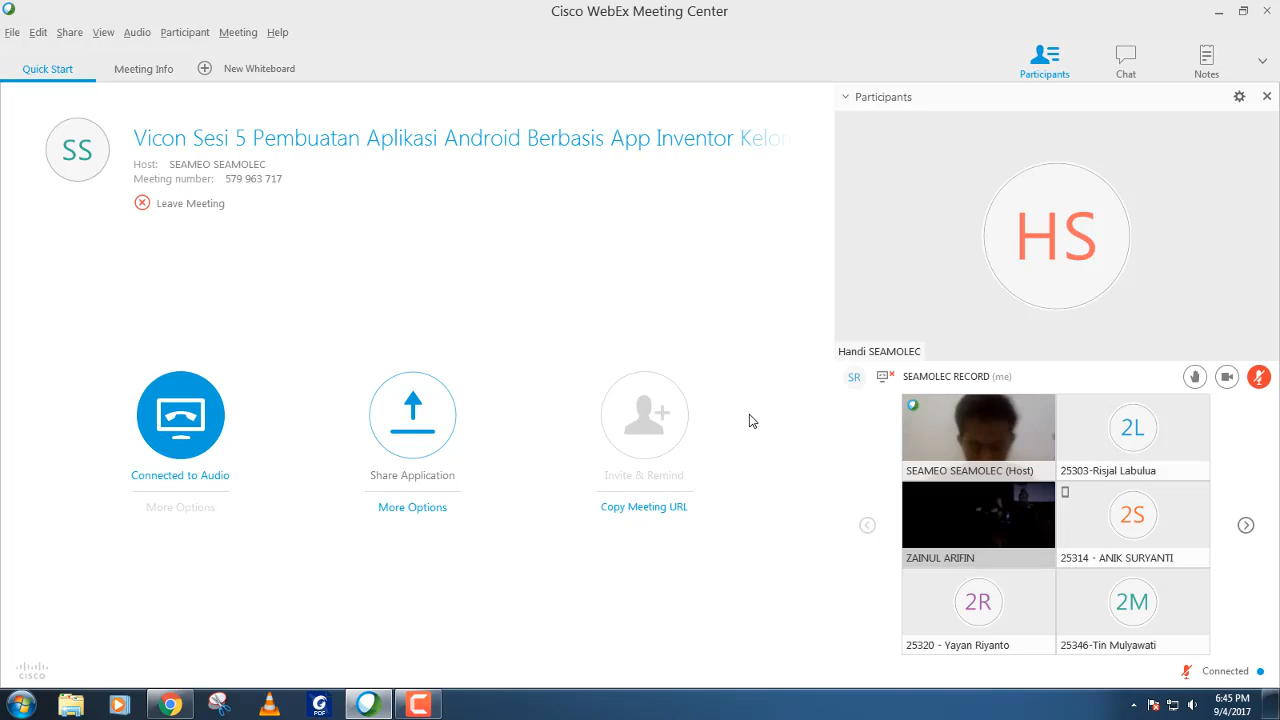 Cisco WebEx Meeting Center
File Edit Share View Audio Participant Meeting Help
Quick Start Meeting Info New Whiteboard
Participants Chat Notes
Participants
SS
Vicon Sesi 5 Pembuatan Aplikasi Android Berbasis App Inventor Kelon
Host: SEAMEO SEAMOLEC
Meeting number: 579 963 717
Leave Meeting
HS
Handi SEAMOLEC
SR SEAMOLEC RECORD (me)
Connected to Audio
More Options
Share Application
More Options
Invite & Remind
Copy Meeting URL
SEAMEO SEAMOLEC (Host)
2L
25303-Risjal Labulua
ZAINUL ARIFIN
2S
25314 - ANIK SURYANTI
2R
25320 - Yayan Riyanto
2M
25346-Tin Mulyawati
cisco
Connected
PDF
6:45 PM
9/4/2017